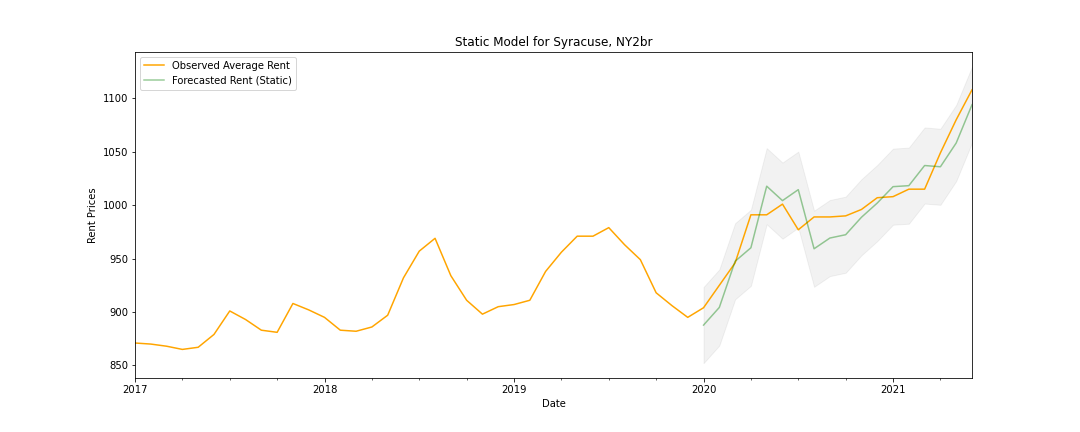 Static Model for Syracuse, NY2br
Observed Average Rent
Forecasted Rent (Static)
Rent Prices
1100
1050
1000
950
900
850
2017 2018 2019 2020 2021
Date